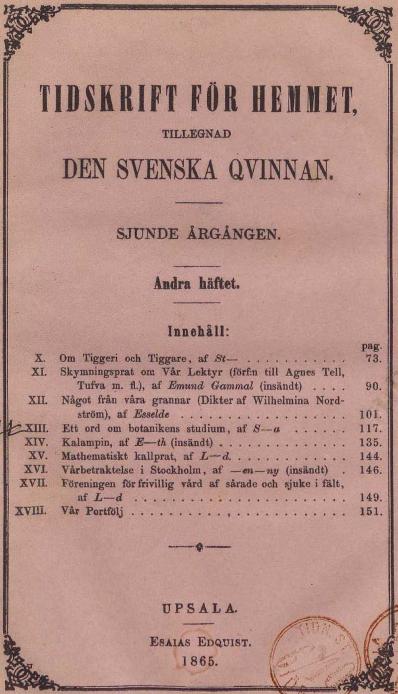 TIDSKRIFT FÖR HEMMET,
TILLEGNAD
DEN SVENSKA QVINNAN.
SJUNDE ÅRGÅNGEN.
Andra häftet.
Innehåll:
pag.
X. Om Tiggeri och Tiggare, af St— . . . . . . . . . . 73.
XI. Skymningsprat om Vår Lektyr (förf:n till Agnes Tell,
Tufva m. fl.), af Emund Gammal (insändt) . . . . 90.
XII. Något från våra grannar (Dikter af Wilhelmina Nord-
ström), af Esselde . . . . . . . . . . . . . . . 101.
XIII. Ett ord om botanikens studium, af S—a . . . . . . 117.
XIV. Kalampin, af E—th (insändt) . . . . . . . . . . . 135.
XV. Mathematiskt kallprat, af L—d. . . . . . . . . . . 144.
XVI. Vårbetraktelse i Stockholm, af —en—ny (insändt) . 146.
XVII. Föreningen för frivillig vård af sårade och sjuke i fält,
af L—d . . . . . . . . . . . . . . . . . . . 149.
XVIII. Vår Portfölj . . . . . . . . . . . . . . . . . . . 151.
UPSALA.
ESAIAS EDQUIST.
1865.